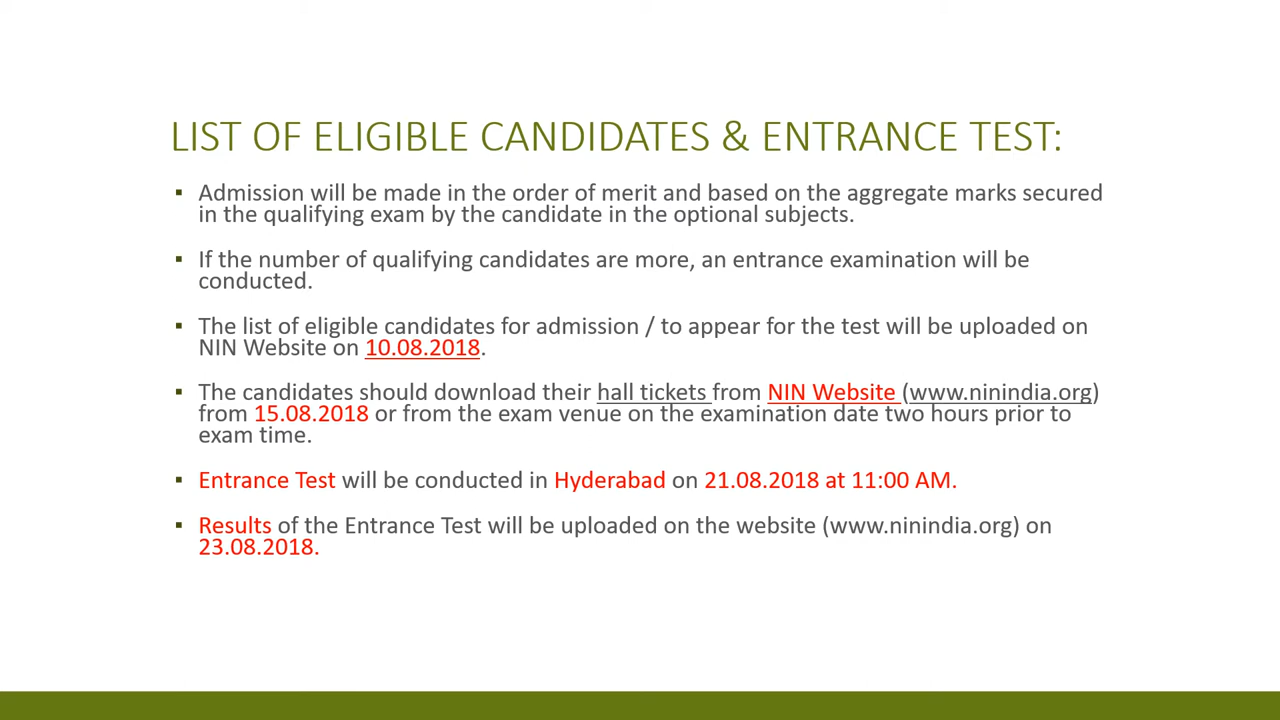 LIST OF ELIGIBLE CANDIDATES & ENTRANCE TEST:
▪ Admission will be made in the order of merit and based on the aggregate marks secured
in the qualifying exam by the candidate in the optional subjects.
▪ If the number of qualifying candidates are more, an entrance examination will be
conducted.
▪ The list of eligible candidates for admission / to appear for the test will be uploaded on
NIN Website on 10.08.2018.
▪ The candidates should download their hall tickets from NIN Website (www.ninindia.org)
from 15.08.2018 or from the exam venue on the examination date two hours prior to
exam time.
▪ Entrance Test will be conducted in Hyderabad on 21.08.2018 at 11:00 AM.
▪ Results of the Entrance Test will be uploaded on the website (www.ninindia.org) on
23.08.2018.